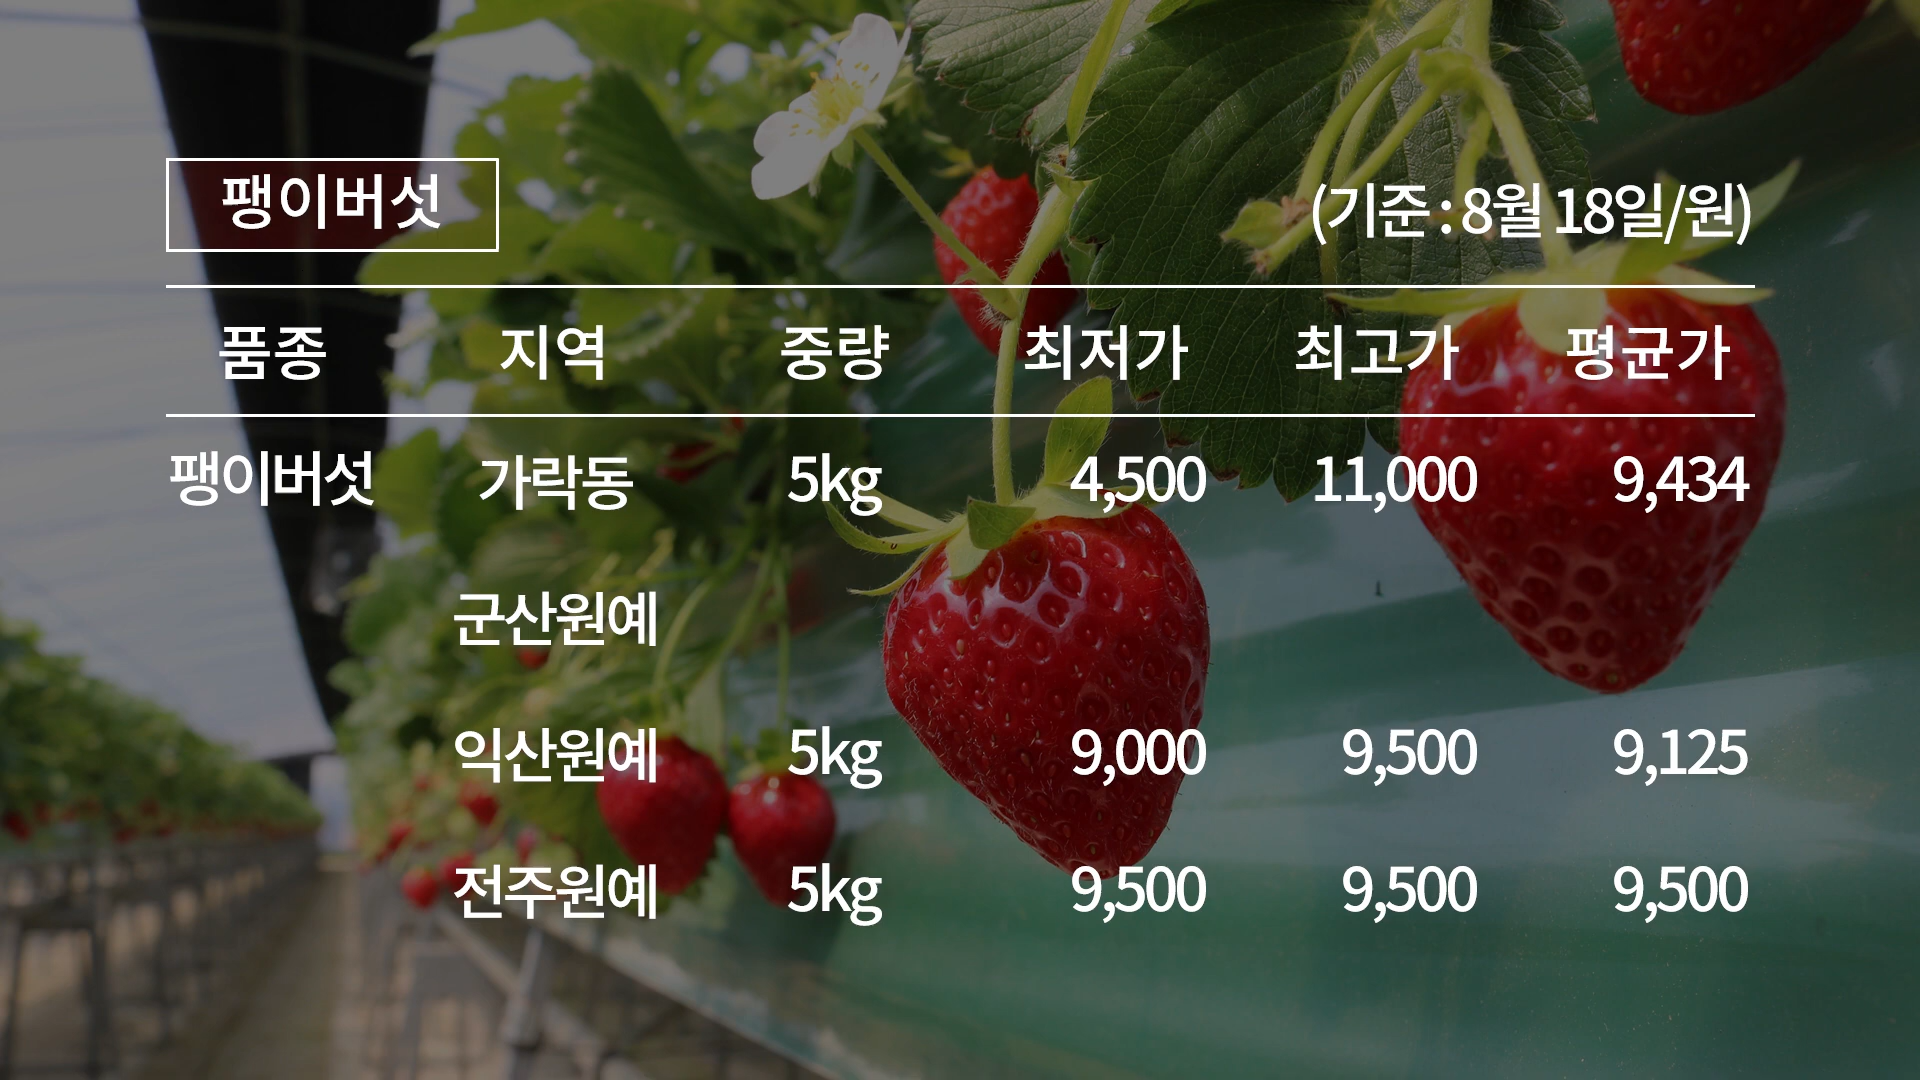 팽이버섯
(기준 : 8월 18일/원)
품종 지역 중량 최저가 최고가 평균가
팽이버섯 가락동 5kg 4,500 11,000 9,434
군산원예
익산원예 5kg 9,000 9,500 9,125
전주원예 5kg 9,500 9,500 9,500